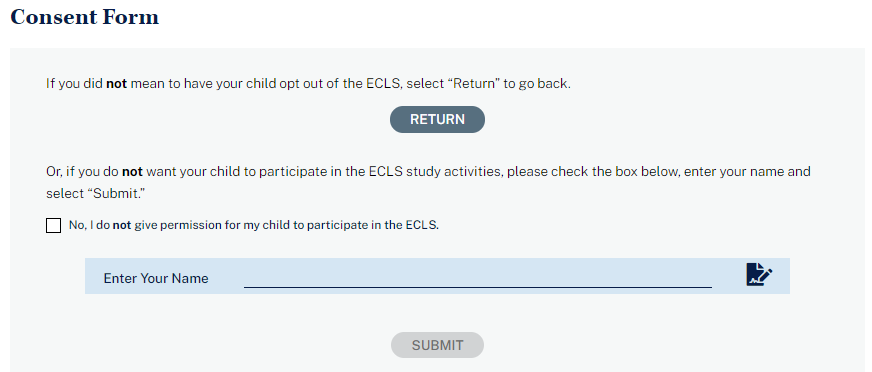 Consent Form
If you did not mean to have your child opt out of the ECLS, select “Return” to go back.
RETURN
Or, if you do not want your child to participate in the ECLS study activities, please check the box below, enter your name and
select “Submit.”
No, I do not give permission for my child to participate in the ECLS.
Enter Your Name
SUBMIT